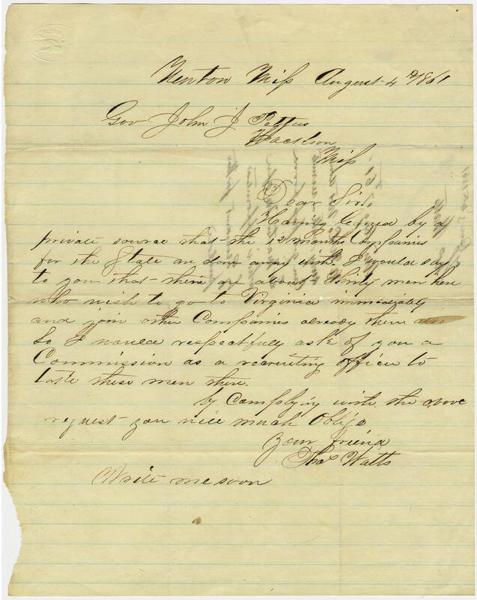 Newton Miss August 4th 1861
Gov John J Pettus
Jackson
Miss
Dear Sir,
Having learned by a
private source that the 12 months Companies
for the State are done away with. I would say
to you that there are about thirty men here
who wish to go to Virginia immediately
and join other Companies already there
So I would respectfully ask of you a
Commission as a recruiting officer to
take these men there.
by Complying with the above
request you will much Oblige
Your friend
Thos Watts
Write me soon